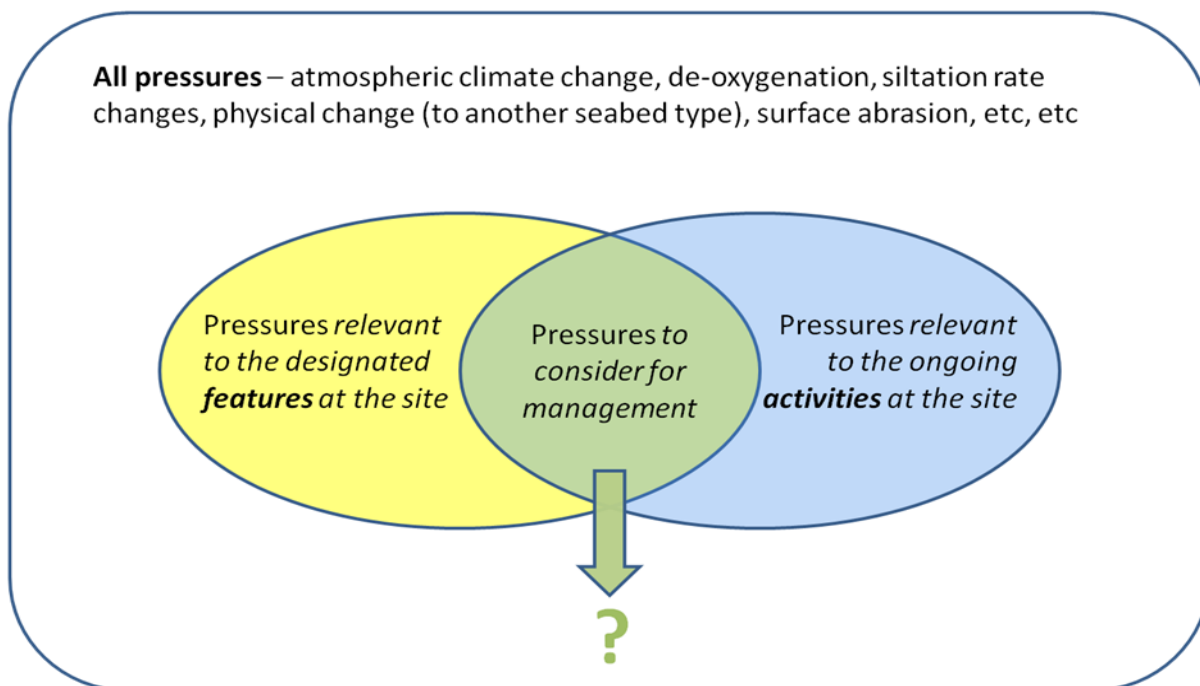 All pressures – atmospheric climate change, de-oxygenation, siltation rate
changes, physical change (to another seabed type), surface abrasion, etc, etc
Pressures relevant
to the designated
features at the site
Pressures to
consider for
management
Pressures relevant
to the ongoing
activities at the site
?